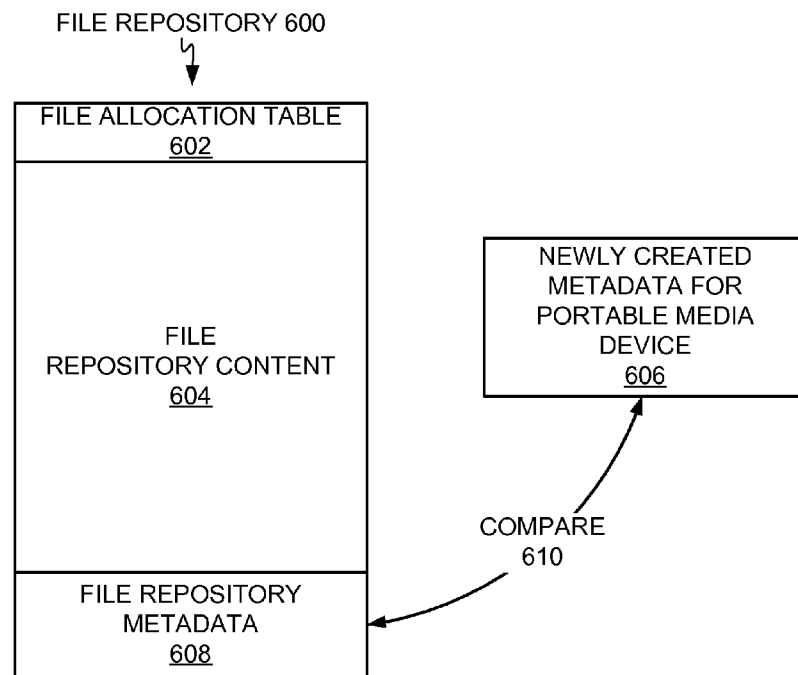 FILE REPOSITORY 600
FILE ALLOCATION TABLE
602
FILE
REPOSITORY CONTENT
604
NEWLY CREATED
METADATA FOR
PORTABLE MEDIA
DEVICE
606
COMPARE
610
FILE REPOSITORY
METADATA
608